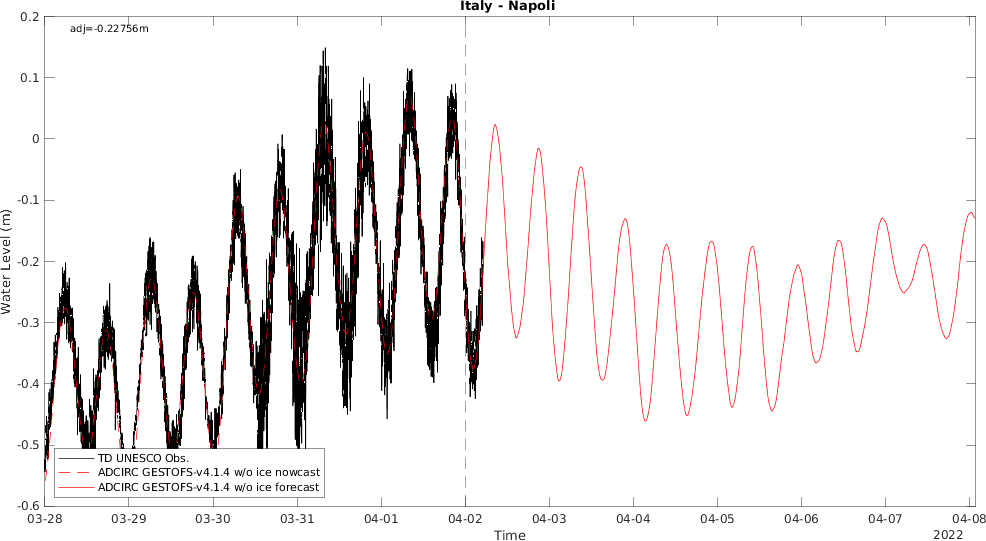 Italy - Napoli
adj=-0.22756m
Water Level (m)
0.2
0.1
0
-0.1
-0.2
-0.3
-0.4
-0.5
-0.6
TD UNESCO Obs.
ADCIRC GESTOFS-v4.1.4 w/o ice nowcast
ADCIRC GESTOFS-v4.1.4 w/o ice forecast
03-28 03-29 03-30 03-31 04-01 04-02 04-03 04-04 04-05 04-06 04-07 04-08
Time
2022